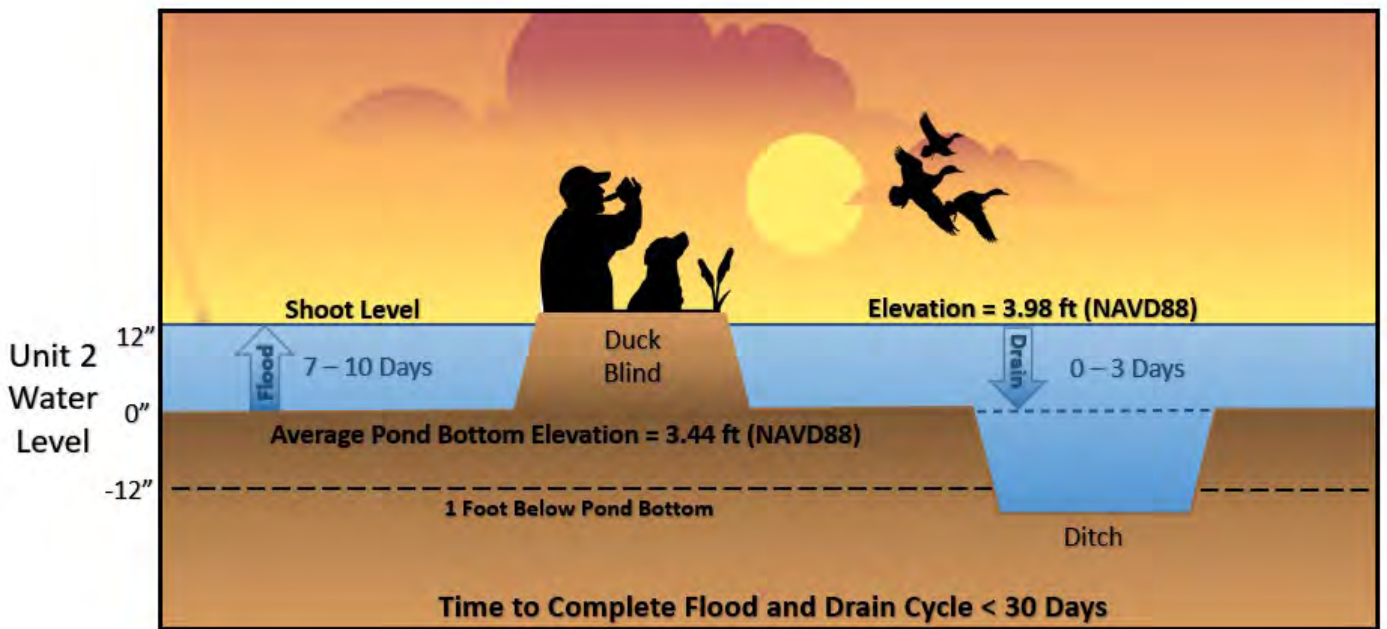 Shoot Level
Elevation = 3.98 ft (NAVD88)
Unit 2
Water
Level
12"
0"
-12"
Flood
7 – 10 Days
Duck
Blind
Drain
0 – 3 Days
Average Pond Bottom Elevation = 3.44 ft (NAVD88)
1 Foot Below Pond Bottom
Ditch
Time to Complete Flood and Drain Cycle < 30 Days